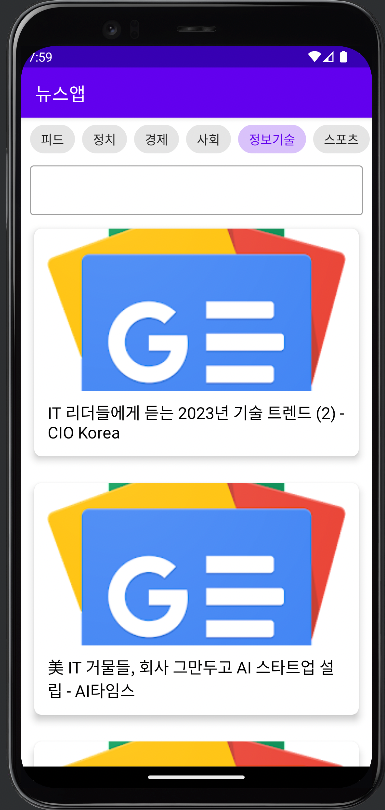 7:59
뉴스앱
피드 정치 경제 사회 정보기술 스포츠
GE
IT 리더들에게 듣는 2023년 기술 트렌드 (2) -
CIO Korea
GE
美 IT 거물들, 회사 그만두고 AI 스타트업 설
립 - AI타임스